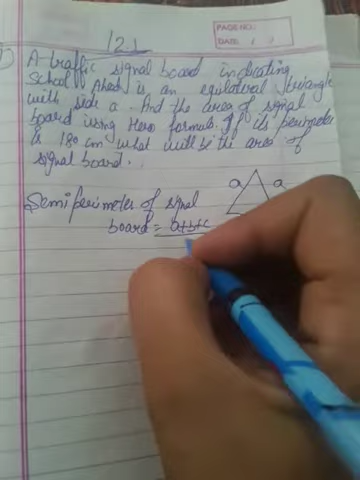 PAGE NO.:
DATE: / /
12.1
A traffic signal board indicating
School Ahead is an equilateral triangle
with side a. And the area of signal
board using Hero formula. If its perimeter
is 180 cm what will be the area of
signal board..
Semiperimeter of signal
board = a+b+c
a a